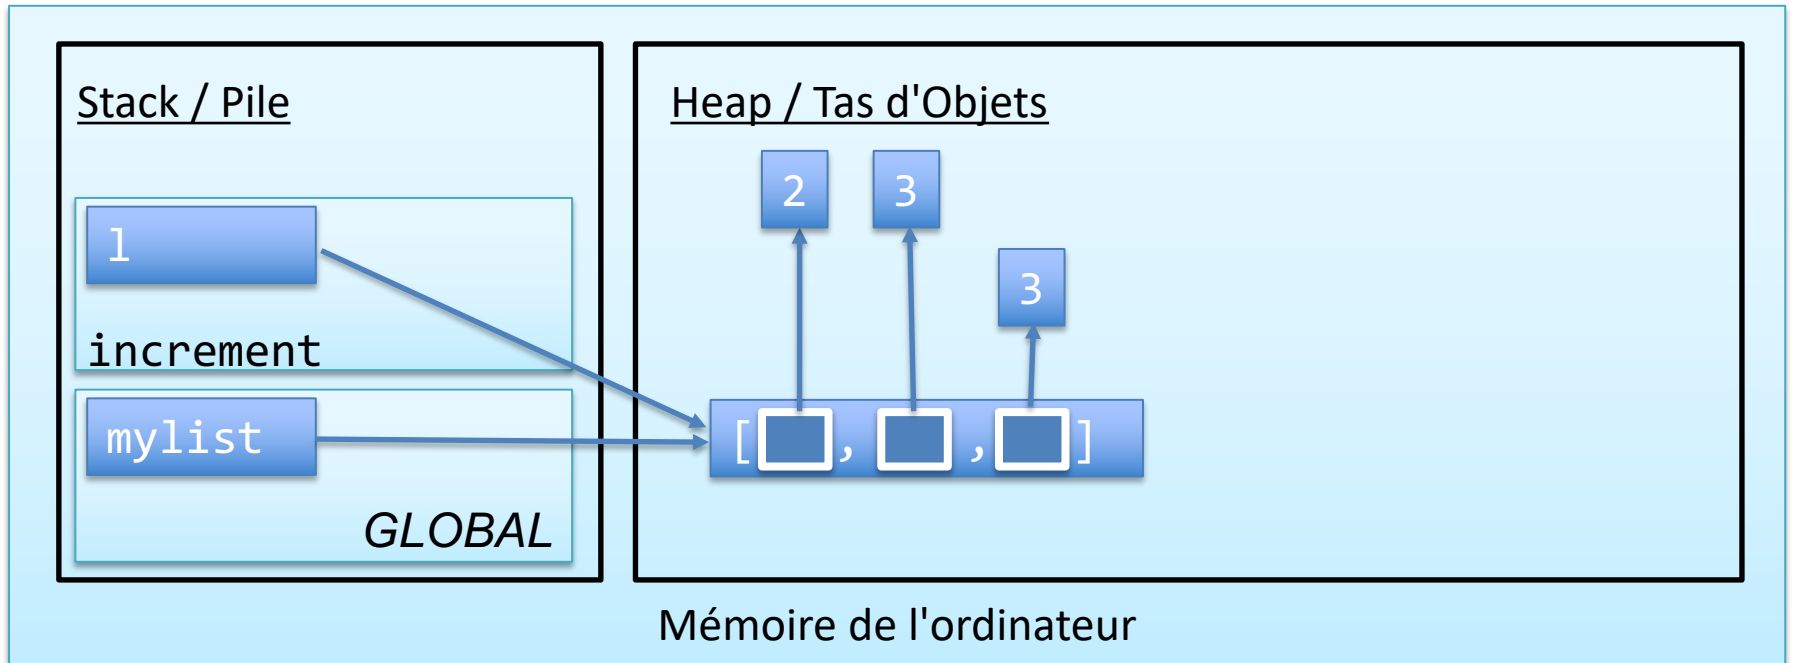 Stack / Pile
Heap / Tas d'Objets
2
3
l
3
increment
mylist
[ , , ]
GLOBAL
Mémoire de l'ordinateur